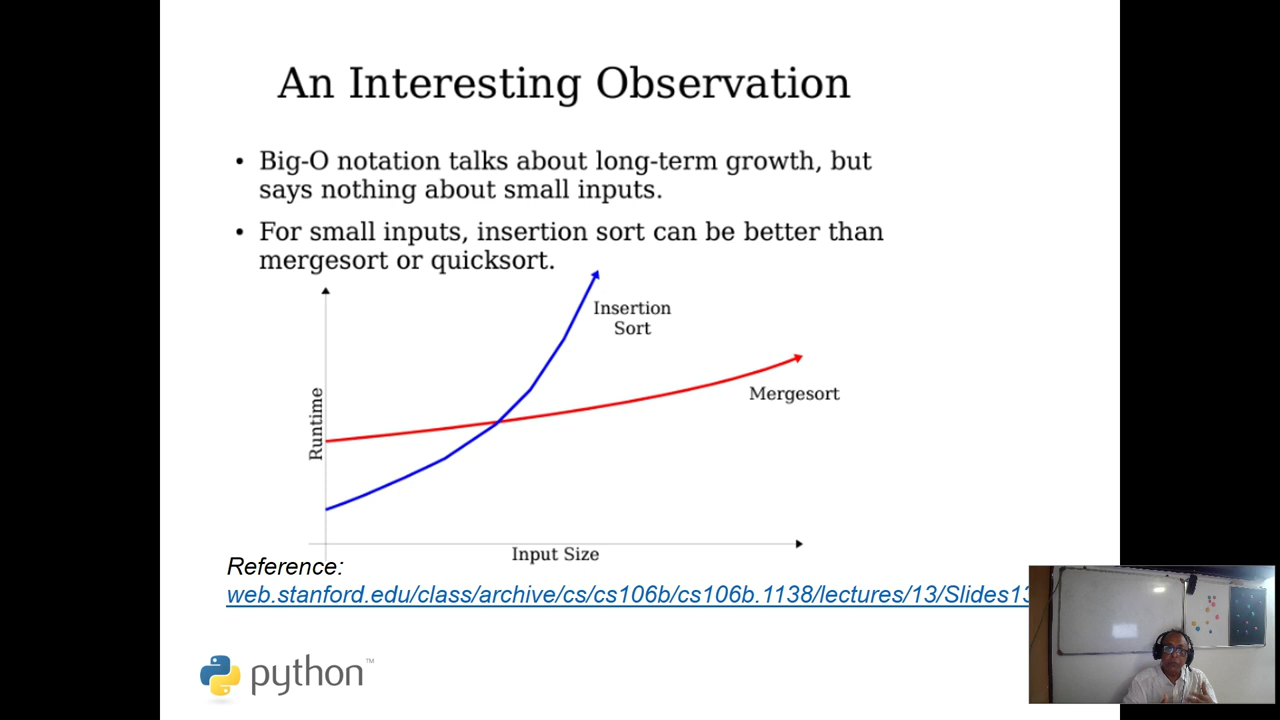 An Interesting Observation
• Big-O notation talks about long-term growth, but
says nothing about small inputs.
• For small inputs, insertion sort can be better than
mergesort or quicksort.
Insertion
Sort
Mergesort
Runtime
Input Size
Reference:
web.stanford.edu/class/archive/cs/cs106b/cs106b.1138/lectures/13/Slides13
python™